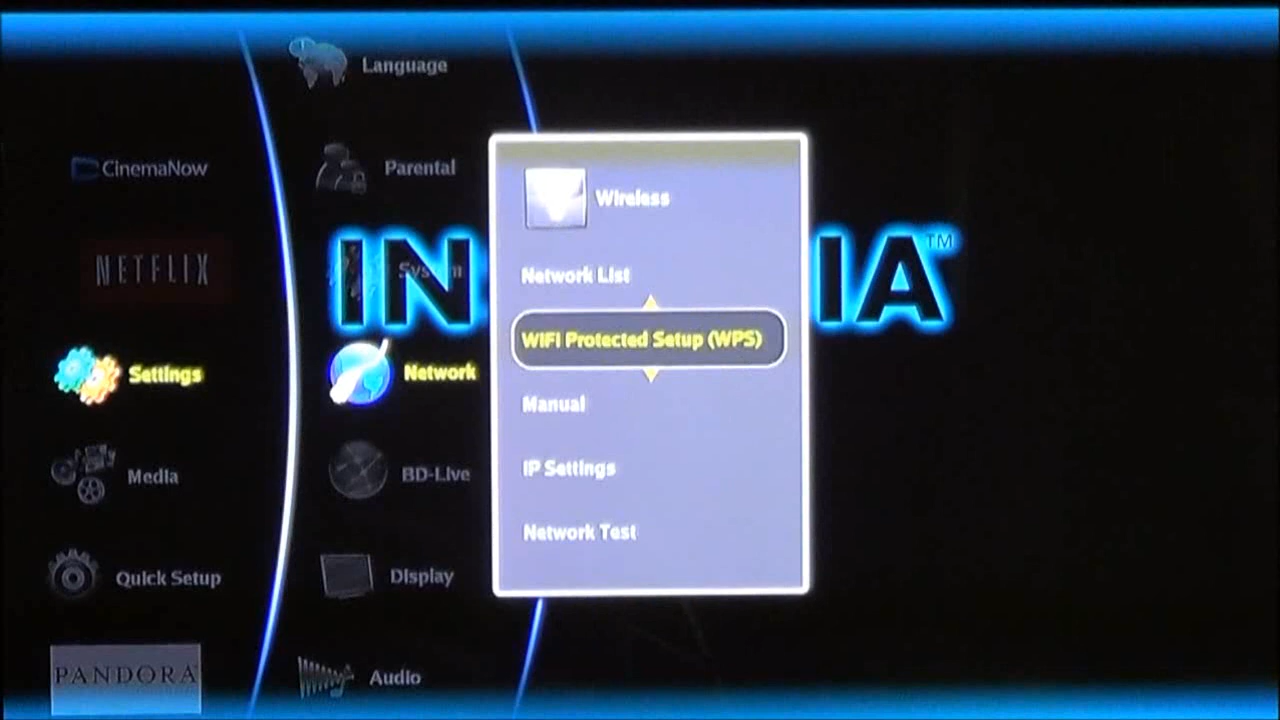 Language
CinemaNow
Parental
Wireless
NETFLIX
System
IN
IA™
Network List
WIFI Protected Setup (WPS)
Settings
Network
Manual
Media
BD-Live
IP Settings
Quick Setup
Display
Network Test
PANDORA
Audio